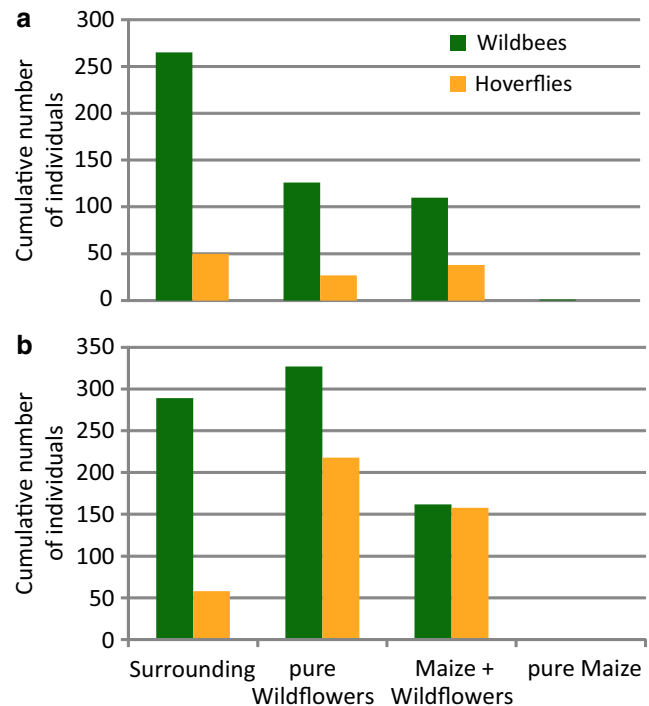 a
Cumulative number
of individuals
300
250
200
150
100
50
0
Wildbees
Hoverflies
b
Cumulative number
of individuals
350
300
250
200
150
100
50
0
Surrounding
pure
Wildflowers
Maize +
Wildflowers
pure Maize